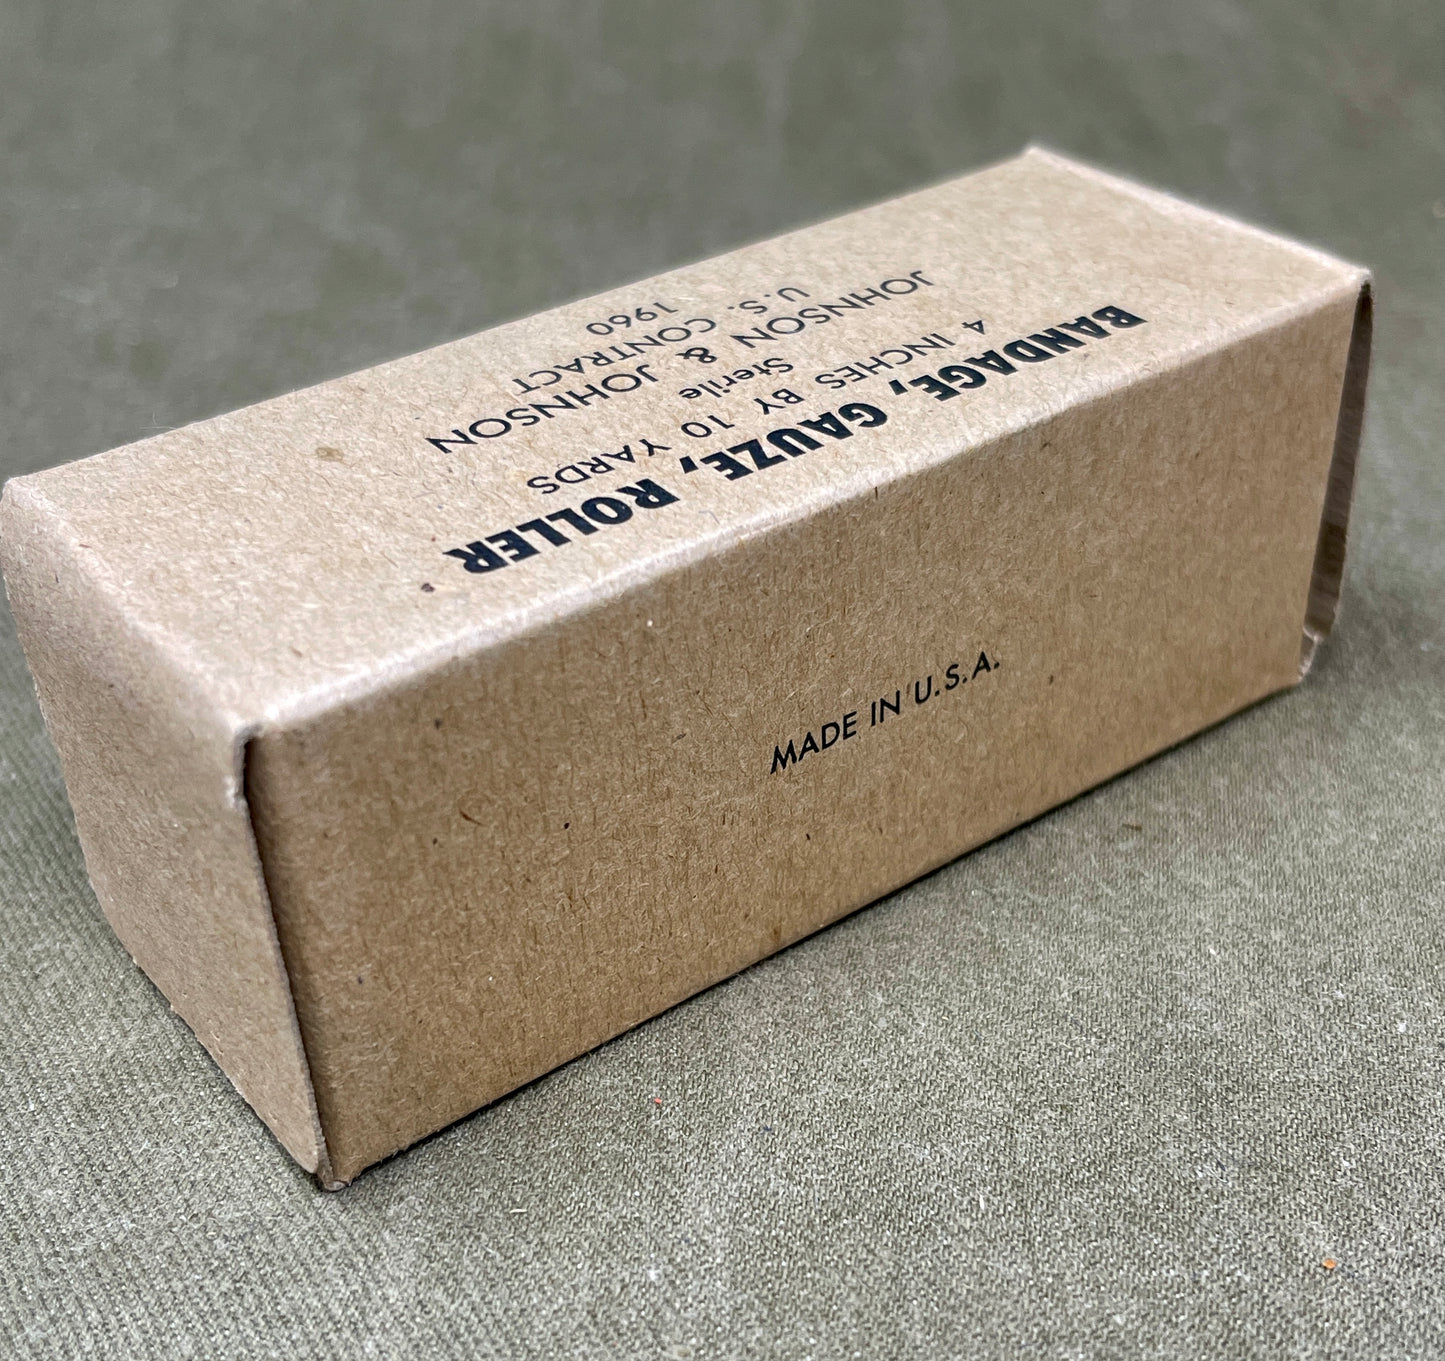 BANDAGE, GAUZE, ROLLER
4 INCHES BY 10 YARDS
Sterile
JOHNSON & JOHNSON
U.S. CONTRACT
1960
MADE IN U.S.A.